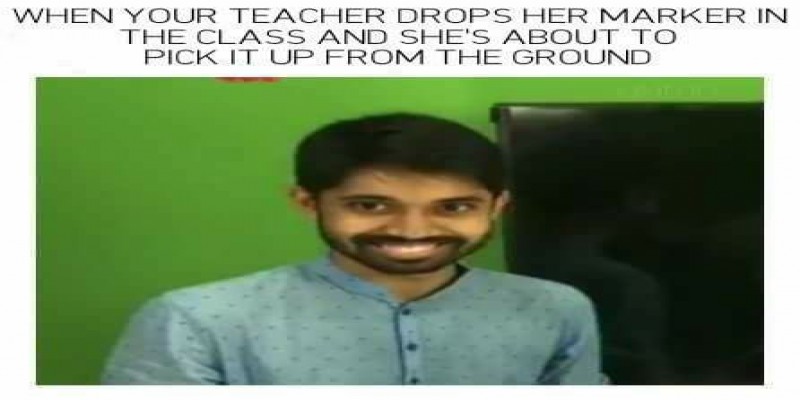 WHEN YOUR TEACHER DROPS HER MARKER IN
THE CLASS AND SHE'S ABOUT TO
PICK IT UP FROM THE GROUND